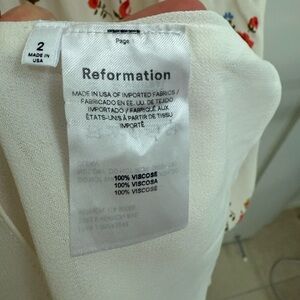 2
MADE IN
USA
Page
Reformation
MADE IN USA OF IMPORTED FABRICS /
FABRICADO EN EE. UU. DE TEJIDO
IMPORTADO / FABRIQUÉ AUX
ÉTATS-UNIS À PARTIR DE TISSU
IMPORTÉ
100% VISCOSE
100% VISCOSA
100% VISCOSE